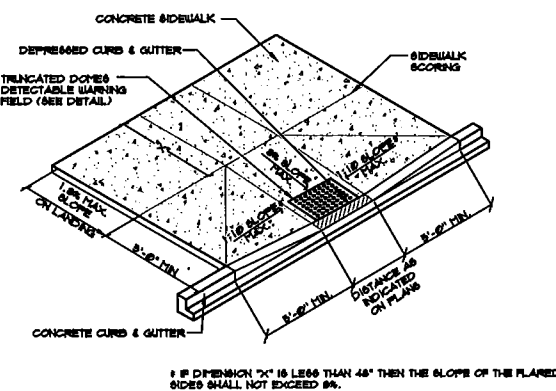 CONCRETE SIDEWALK
DEPRESSED CURB & GUTTER
SIDEWALK
SCORING
TRUNCATED DOMES
DETECTABLE WARNING
FIELD (SEE DETAIL)
"X"
8% SLOPE
MAX.
1:10 SLOPE*
MAX.
1.5% MAX.
SLOPE
ON LANDING
1:10 SLOPE*
MAX.
5'-0" MIN.
5'-0" MIN.
5'-0" MIN.
DISTANCE AS
INDICATED
ON PLANS
CONCRETE CURB & GUTTER
* IF DIMENSION "X" IS LESS THAN 48" THEN THE SLOPE OF THE FLARED
SIDES SHALL NOT EXCEED 8%.